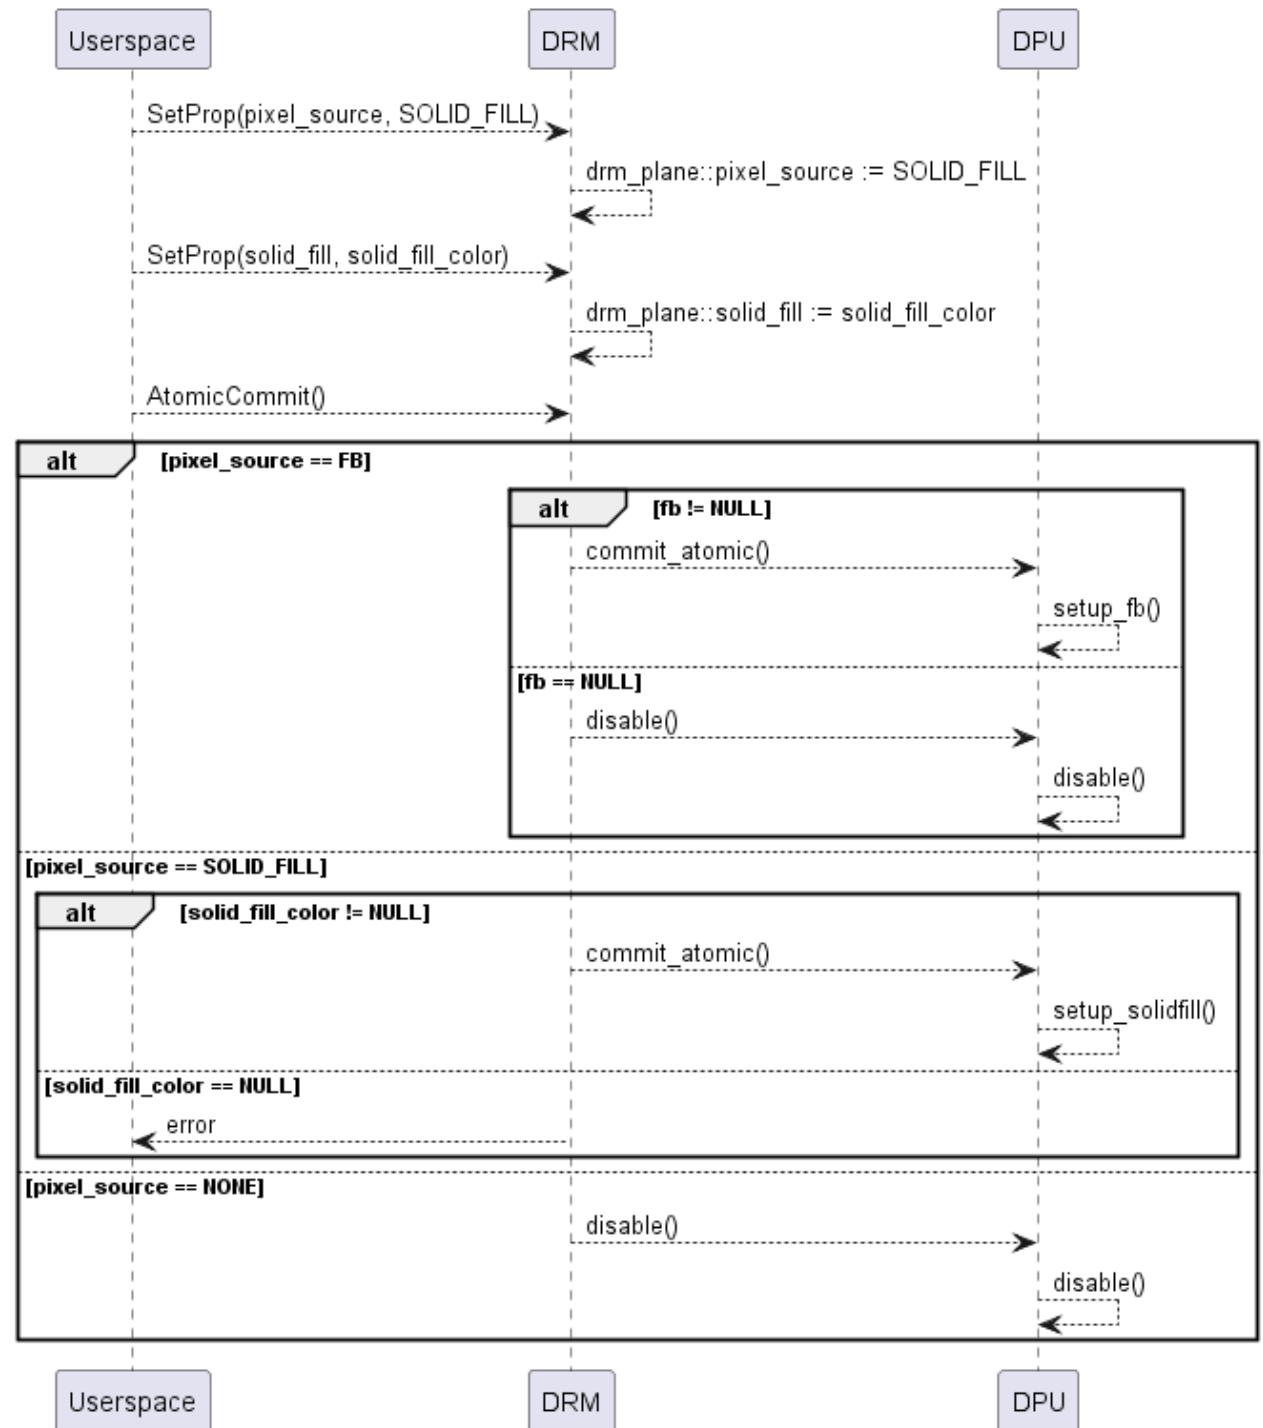 Userspace
DRM
DPU
SetProp(pixel_source, SOLID_FILL)
drm_plane::pixel_source := SOLID_FILL
SetProp(solid_fill, solid_fill_color)
drm_plane::solid_fill := solid_fill_color
AtomicCommit()
alt [pixel_source == FB]
alt [fb != NULL]
commit_atomic()
setup_fb()
[fb == NULL]
disable()
disable()
[pixel_source == SOLID_FILL]
alt [solid_fill_color != NULL]
commit_atomic()
setup_solidfill()
[solid_fill_color == NULL]
error
[pixel_source == NONE]
disable()
disable()
Userspace
DRM
DPU